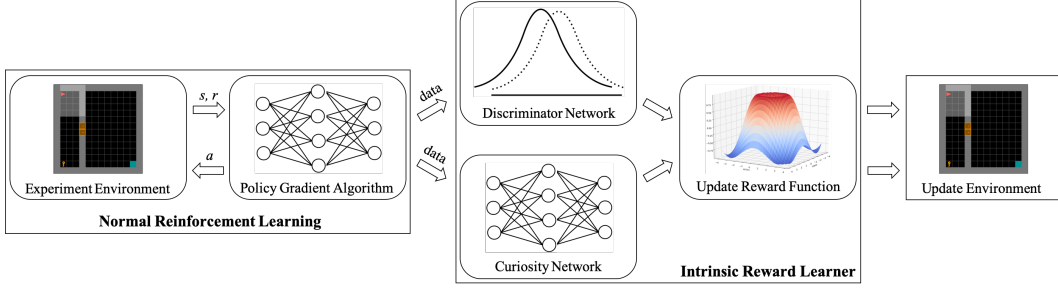 s, r
a
Experiment Environment
Policy Gradient Algorithm
Normal Reinforcement Learning
data
data
Discriminator Network
Curiosity Network
Update Reward Function
Intrinsic Reward Learner
Update Environment